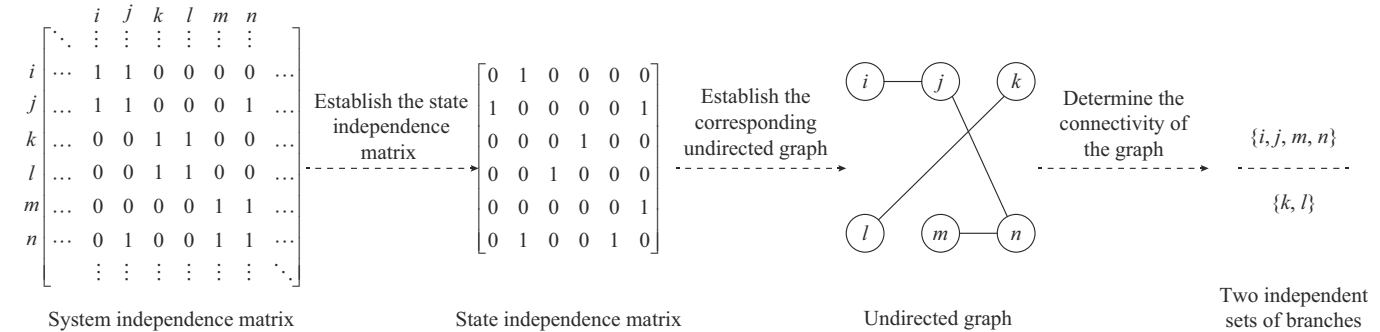 i j k l m n
⋱ ⋮ ⋮ ⋮ ⋮ ⋮ ⋮
i … 1 1 0 0 0 0 …
j … 1 1 0 0 0 1 …
k … 0 0 1 1 0 0 …
l … 0 0 1 1 0 0 …
m … 0 0 0 0 1 1 …
n … 0 1 0 0 1 1 …
⋮ ⋮ ⋮ ⋮ ⋮ ⋮ ⋱
System independence matrix
Establish the state
independence
matrix
0 1 0 0 0 0
1 0 0 0 0 1
0 0 0 1 0 0
0 0 1 0 0 0
0 0 0 0 0 1
0 1 0 0 1 0
State independence matrix
Establish the
corresponding
undirected graph
i j k
l m n
Undirected graph
Determine the
connectivity of
the graph
{i, j, m, n}
{k, l}
Two independent
sets of branches